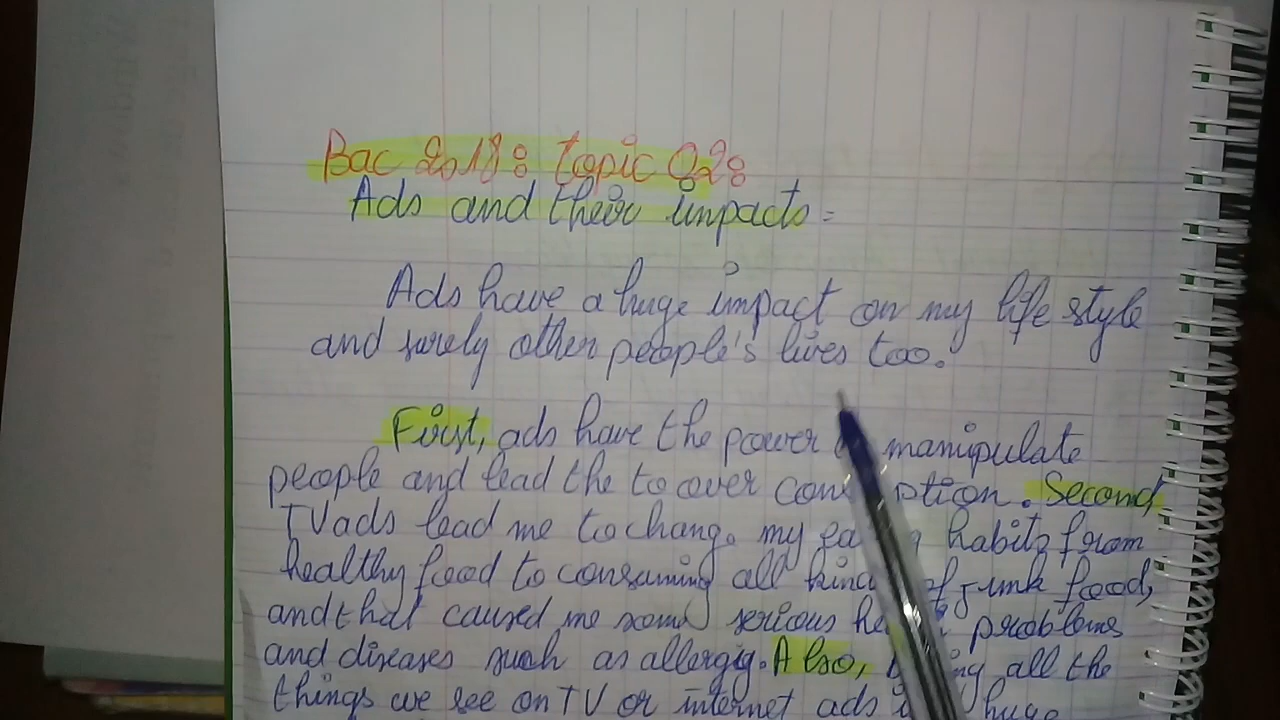 Bac 2018: topic 02:
Ads and their impacts:
Ads have a huge impact on my life style
and surely other people's lives too.
First, ads have the power manipulate
people and lead the to over. Second,
TV ads lead me to change my habits from
healthy food to consuming all junk food,
and that caused me some serious problems
and diseases such as allergig. Also, all the
things we see on TV or internet ads huge